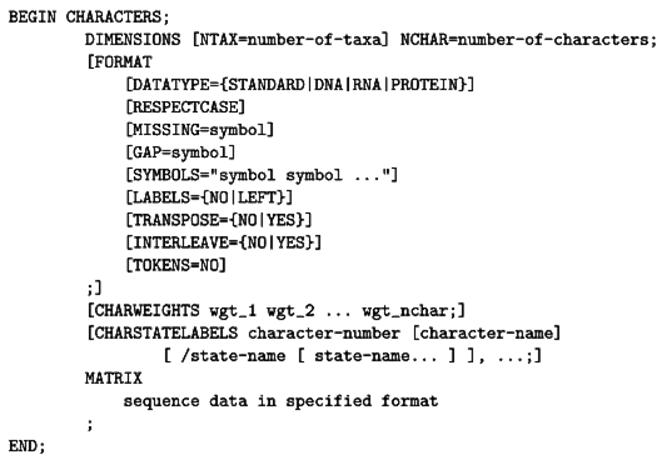 BEGIN CHARACTERS;
DIMENSIONS [NTAX=number-of-taxa] NCHAR=number-of-characters;
[FORMAT
[DATATYPE={STANDARD|DNA|RNA|PROTEIN}]
[RESPECTCASE]
[MISSING=symbol]
[GAP=symbol]
[SYMBOLS="symbol symbol ..."]
[LABELS={NO|LEFT}]
[TRANSPOSE={NO|YES}]
[INTERLEAVE={NO|YES}]
[TOKENS=NO]
;]
[CHARWEIGHTS wgt_1 wgt_2 ... wgt_nchar;]
[CHARSTATELABELS character-number [character-name]
[ /state-name [ state-name... ] ], ...;]
MATRIX
sequence data in specified format
;
END;